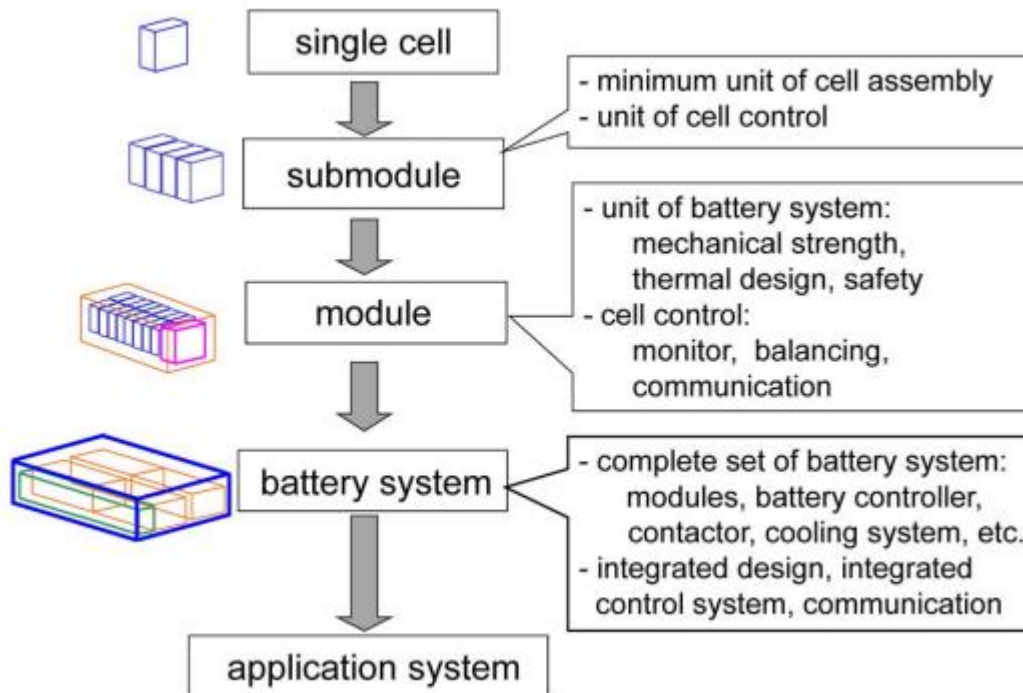 single cell
- minimum unit of cell assembly
- unit of cell control
submodule
- unit of battery system:
mechanical strength,
thermal design, safety
- cell control:
monitor, balancing,
communication
module
battery system
- complete set of battery system:
modules, battery controller,
contactor, cooling system, etc.
- integrated design, integrated
control system, communication
application system